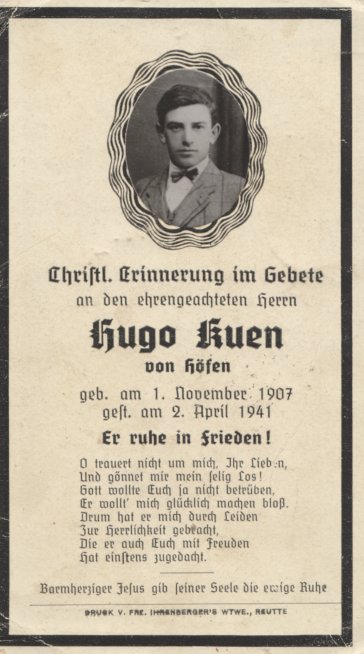 Christl. Erinnerung im Gebete
an den ehrengeachteten Herrn
Hugo Kuen
von Höfen
geb. am 1. November 1907
gest. am 2. April 1941
Er ruhe in Frieden!
O trauert nicht um mich, Ihr Lieben,
Und gönnet mir mein selig Los!
Gott wollte Euch ja nicht betrüben,
Er wollt' mich glücklich machen bloß.
Drum hat er mich durch Leiden
Zur Herrlichkeit gebracht,
Die er auch Euch mit Freuden
Hat einstens zugedacht.
Barmherziger Jesus gib seiner Seele die ewige Ruhe
DRUCK V. FRZ. IHRENBERGER'S WTWE., REUTTE